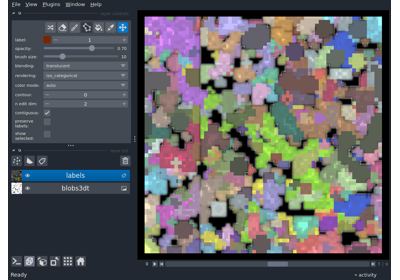 File View Plugins Window Help
label: 1
opacity: 0.70
brush size: 10
blending: translucent
rendering: iso_categorical
color mode: auto
contour: 0
n edit dim: 2
contiguous:
preserve labels:
show selected:
labels
blobs3dt
Ready
activity